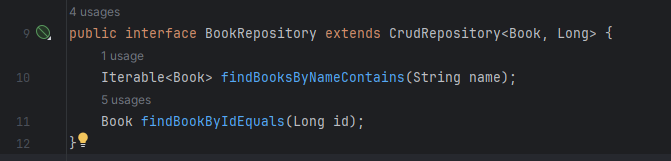 4 usages
9 public interface BookRepository extends CrudRepository<Book, Long> {
1 usage
10 Iterable<Book> findBooksByNameContains(String name);
5 usages
11 Book findBookByIdEquals(Long id);
12 }